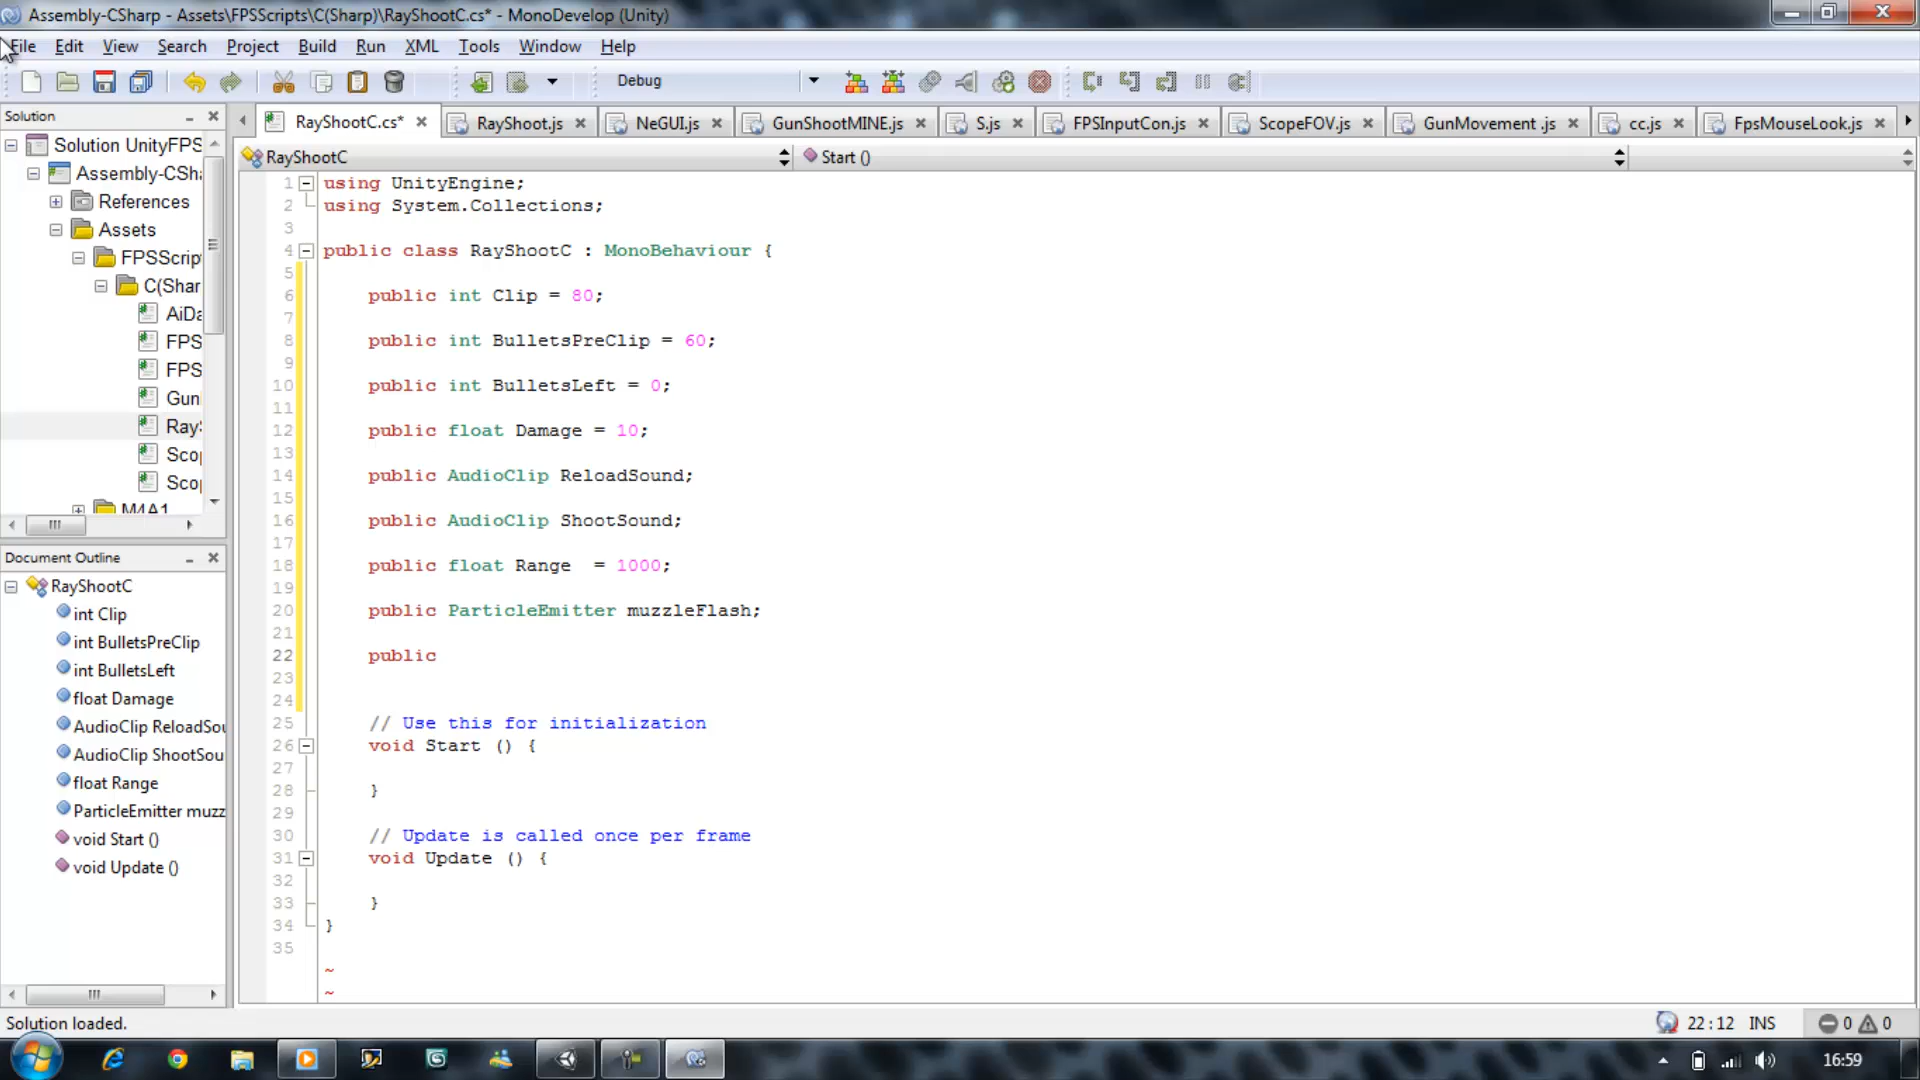 Assembly-CSharp - Assets\FPSScripts\C(Sharp)\RayShootC.cs* - MonoDevelop (Unity)
File Edit View Search Project Build Run XML Tools Window Help
Debug
Solution
RayShootC.cs* RayShoot.js NeGUI.js GunShootMINE.js S.js FPSInputCon.js ScopeFOV.js GunMovement .js cc.js FpsMouseLook.js
Solution UnityFPS
RayShootC Start ()
Assembly-CSh
References
Assets
FPSScrip
C(Shar
AiDa
FPS
FPS
Gun
Ray
Sco
Sco
M4A1
1 using UnityEngine;
2 using System.Collections;
3
4 public class RayShootC : MonoBehaviour {
5
6 public int Clip = 80;
7
8 public int BulletsPreClip = 60;
9
10 public int BulletsLeft = 0;
11
12 public float Damage = 10;
13
14 public AudioClip ReloadSound;
15
16 public AudioClip ShootSound;
17
18 public float Range  = 1000;
19
20 public ParticleEmitter muzzleFlash;
21
22 public
23
24
25 // Use this for initialization
26 void Start () {
27
28 }
29
30 // Update is called once per frame
31 void Update () {
32
33 }
34 }
35
~
~
Document Outline
RayShootC
int Clip
int BulletsPreClip
int BulletsLeft
float Damage
AudioClip ReloadSou
AudioClip ShootSou
float Range
ParticleEmitter muzz
void Start ()
void Update ()
Solution loaded.
22 : 12 INS 0 0
16:59